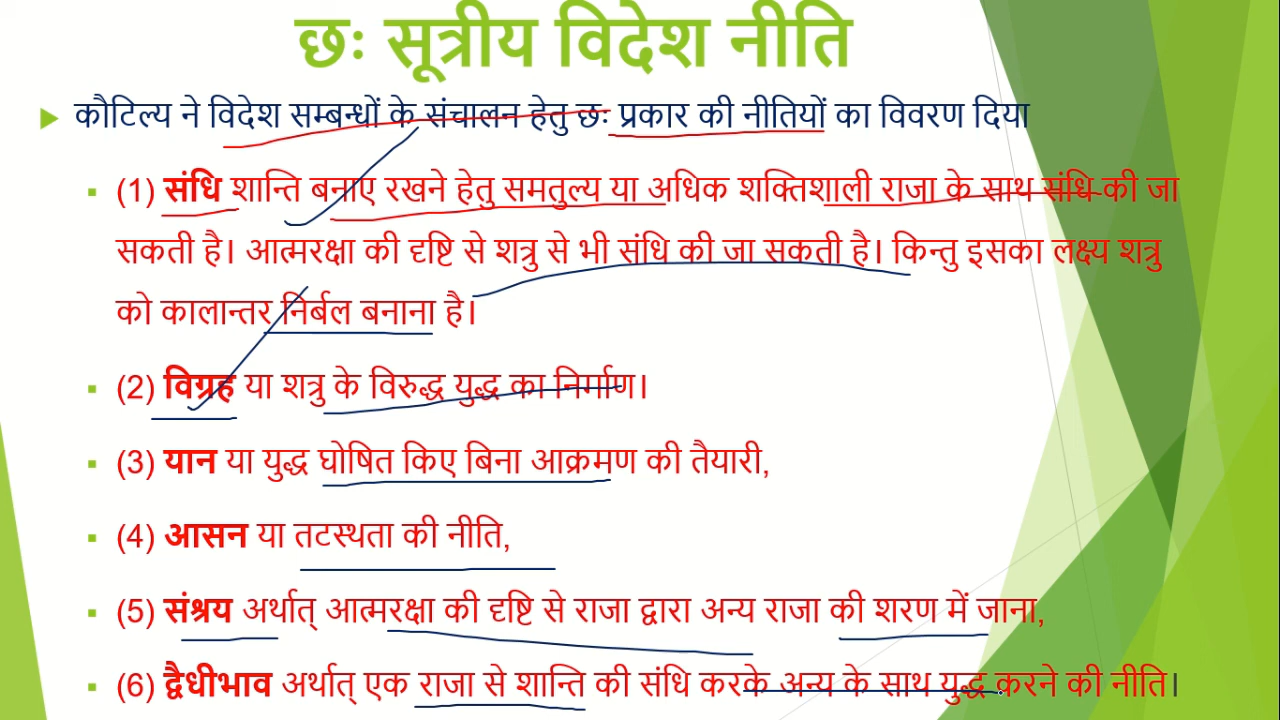 छः सूत्रीय विदेश नीति
कौटिल्य ने विदेश सम्बन्धों के संचालन हेतु छः प्रकार की नीतियों का विवरण दिया
(1) संधि शान्ति बनाए रखने हेतु समतुल्य या अधिक शक्तिशाली राजा के साथ संधि की जा
सकती है। आत्मरक्षा की दृष्टि से शत्रु से भी संधि की जा सकती है। किन्तु इसका लक्ष्य शत्रु
को कालान्तर निर्बल बनाना है।
(2) विग्रह या शत्रु के विरुद्ध युद्ध का निर्माण।
(3) यान या युद्ध घोषित किए बिना आक्रमण की तैयारी,
(4) आसन या तटस्थता की नीति,
(5) संश्रय अर्थात् आत्मरक्षा की दृष्टि से राजा द्वारा अन्य राजा की शरण में जाना,
(6) द्वैधीभाव अर्थात् एक राजा से शान्ति की संधि करके अन्य के साथ युद्ध करने की नीति।